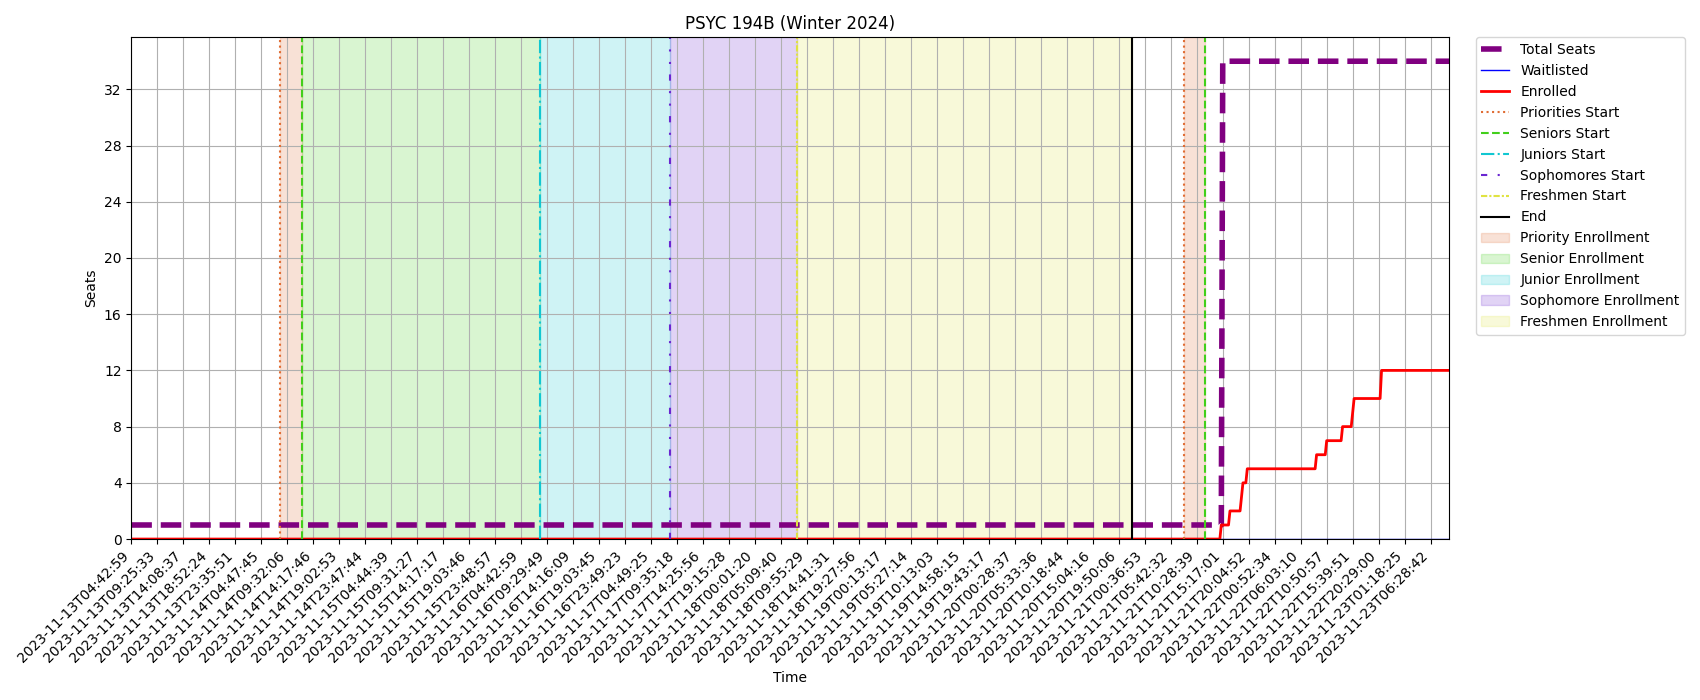 PSYC 194B (Winter 2024)
Seats
32
28
24
20
16
12
8
4
0
2023-11-13T04:42:59
2023-11-13T09:25:33
2023-11-13T14:08:37
2023-11-13T18:52:24
2023-11-13T23:35:51
2023-11-14T04:47:45
2023-11-14T09:32:06
2023-11-14T14:17:46
2023-11-14T19:02:53
2023-11-14T23:47:44
2023-11-15T04:44:39
2023-11-15T09:31:27
2023-11-15T14:17:17
2023-11-15T19:03:46
2023-11-15T23:48:57
2023-11-16T04:42:59
2023-11-16T09:29:49
2023-11-16T14:16:09
2023-11-16T19:03:45
2023-11-16T23:49:23
2023-11-17T04:49:25
2023-11-17T09:35:18
2023-11-17T14:25:56
2023-11-17T19:15:28
2023-11-18T00:01:20
2023-11-18T05:09:40
2023-11-18T09:55:29
2023-11-18T14:41:31
2023-11-18T19:27:56
2023-11-19T00:13:17
2023-11-19T05:27:14
2023-11-19T10:13:03
2023-11-19T14:58:15
2023-11-19T19:43:17
2023-11-20T00:28:37
2023-11-20T05:33:36
2023-11-20T10:18:44
2023-11-20T15:04:16
2023-11-20T19:50:06
2023-11-21T00:36:53
2023-11-21T05:42:32
2023-11-21T10:28:39
2023-11-21T15:17:01
2023-11-21T20:04:52
2023-11-22T00:52:34
2023-11-22T06:03:10
2023-11-22T10:50:57
2023-11-22T15:39:51
2023-11-22T20:29:00
2023-11-23T01:18:25
2023-11-23T06:28:42
Time
Total Seats
Waitlisted
Enrolled
Priorities Start
Seniors Start
Juniors Start
Sophomores Start
Freshmen Start
End
Priority Enrollment
Senior Enrollment
Junior Enrollment
Sophomore Enrollment
Freshmen Enrollment